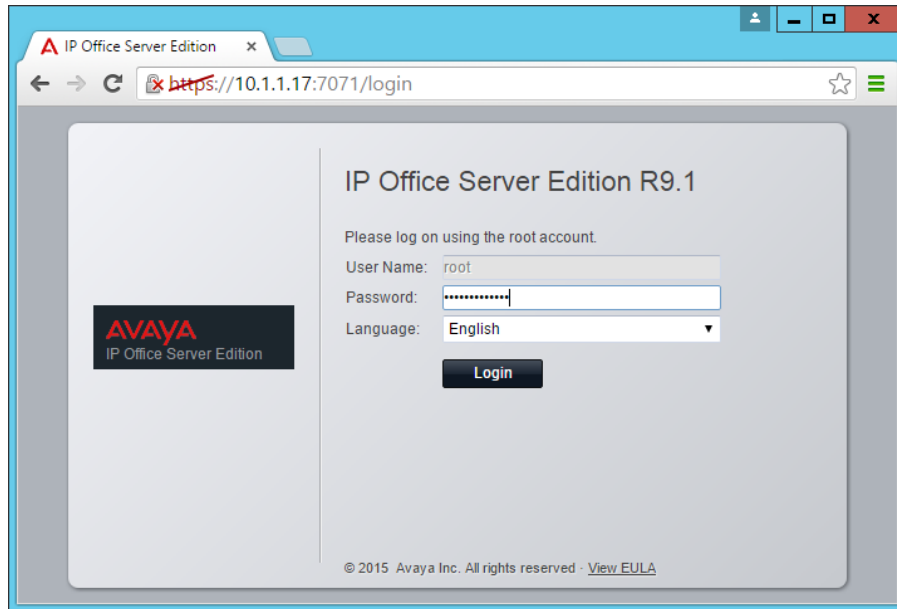 IP Office Server Edition
https://10.1.1.17:7071/login
IP Office Server Edition R9.1
Please log on using the root account.
User Name: root
Password: •••••••••••••
Language: English
Login
AVAYA
IP Office Server Edition
© 2015 Avaya Inc. All rights reserved - View EULA